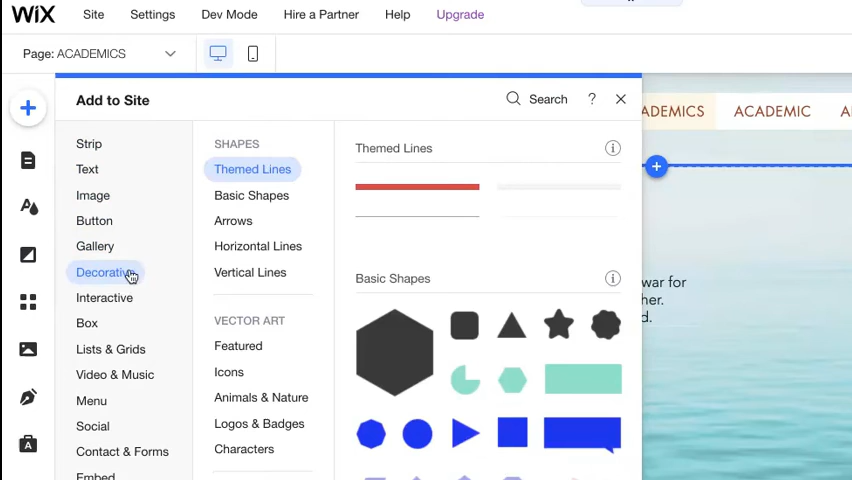 WiX
Site
Settings
Dev Mode
Hire a Partner
Help
Upgrade
Page: ACADEMICS
Add to Site
Search
?
ADEMICS
ACADEMIC
Strip
Text
Image
Button
Gallery
Decorative
Interactive
Box
Lists & Grids
Video & Music
Menu
Social
Contact & Forms
Embed
SHAPES
Themed Lines
Basic Shapes
Arrows
Horizontal Lines
Vertical Lines
VECTOR ART
Featured
Icons
Animals & Nature
Logos & Badges
Characters
Themed Lines
Basic Shapes
war for
her.
d.